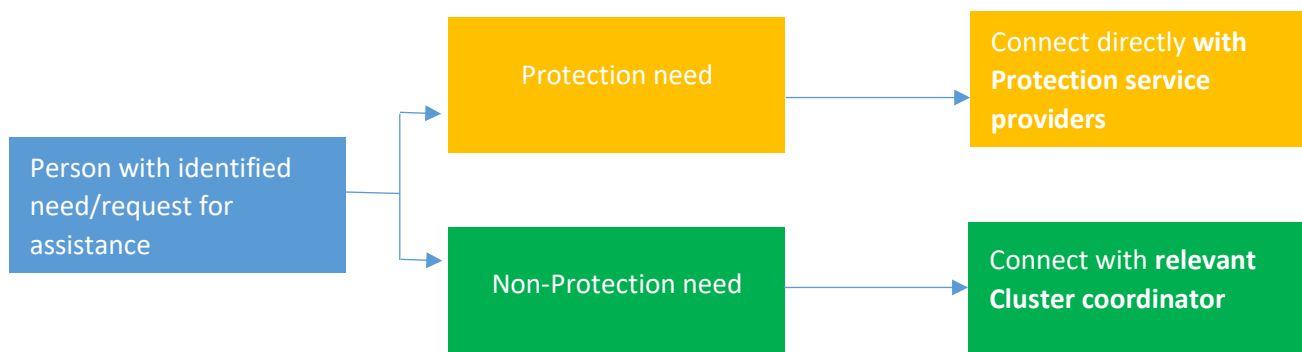 Person with identified
need/request for
assistance
Protection need
Connect directly with
Protection service
providers
Non-Protection need
Connect with relevant
Cluster coordinator